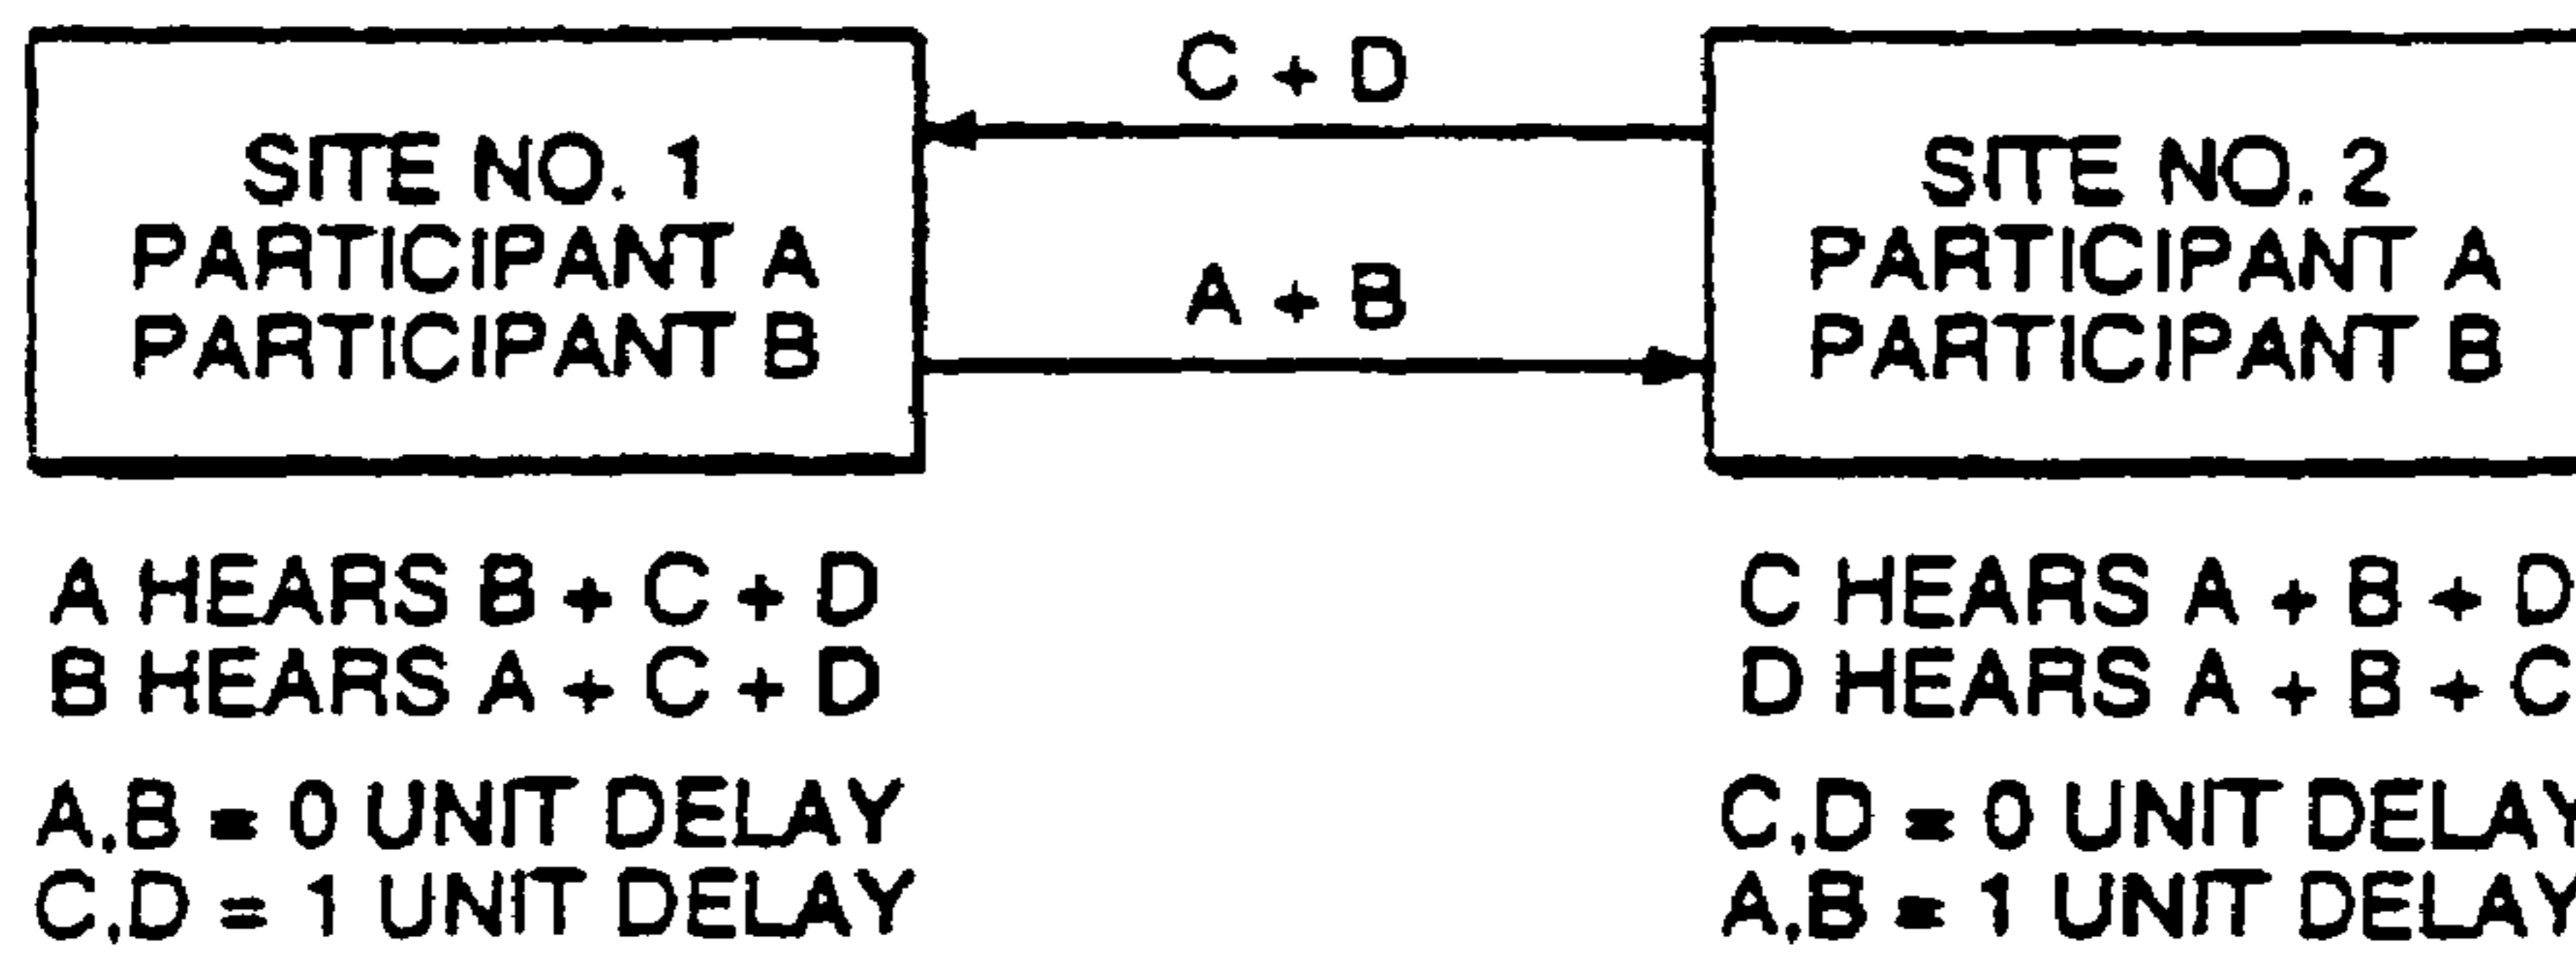 C + D
SITE NO. 1
PARTICIPANT A
PARTICIPANT B
SITE NO. 2
PARTICIPANT A
PARTICIPANT B
A + B
A HEARS B + C + D
B HEARS A + C + D
A,B = 0 UNIT DELAY
C,D = 1 UNIT DELAY
C HEARS A + B + D
D HEARS A + B + C
C,D = 0 UNIT DELAY
A,B = 1 UNIT DELAY